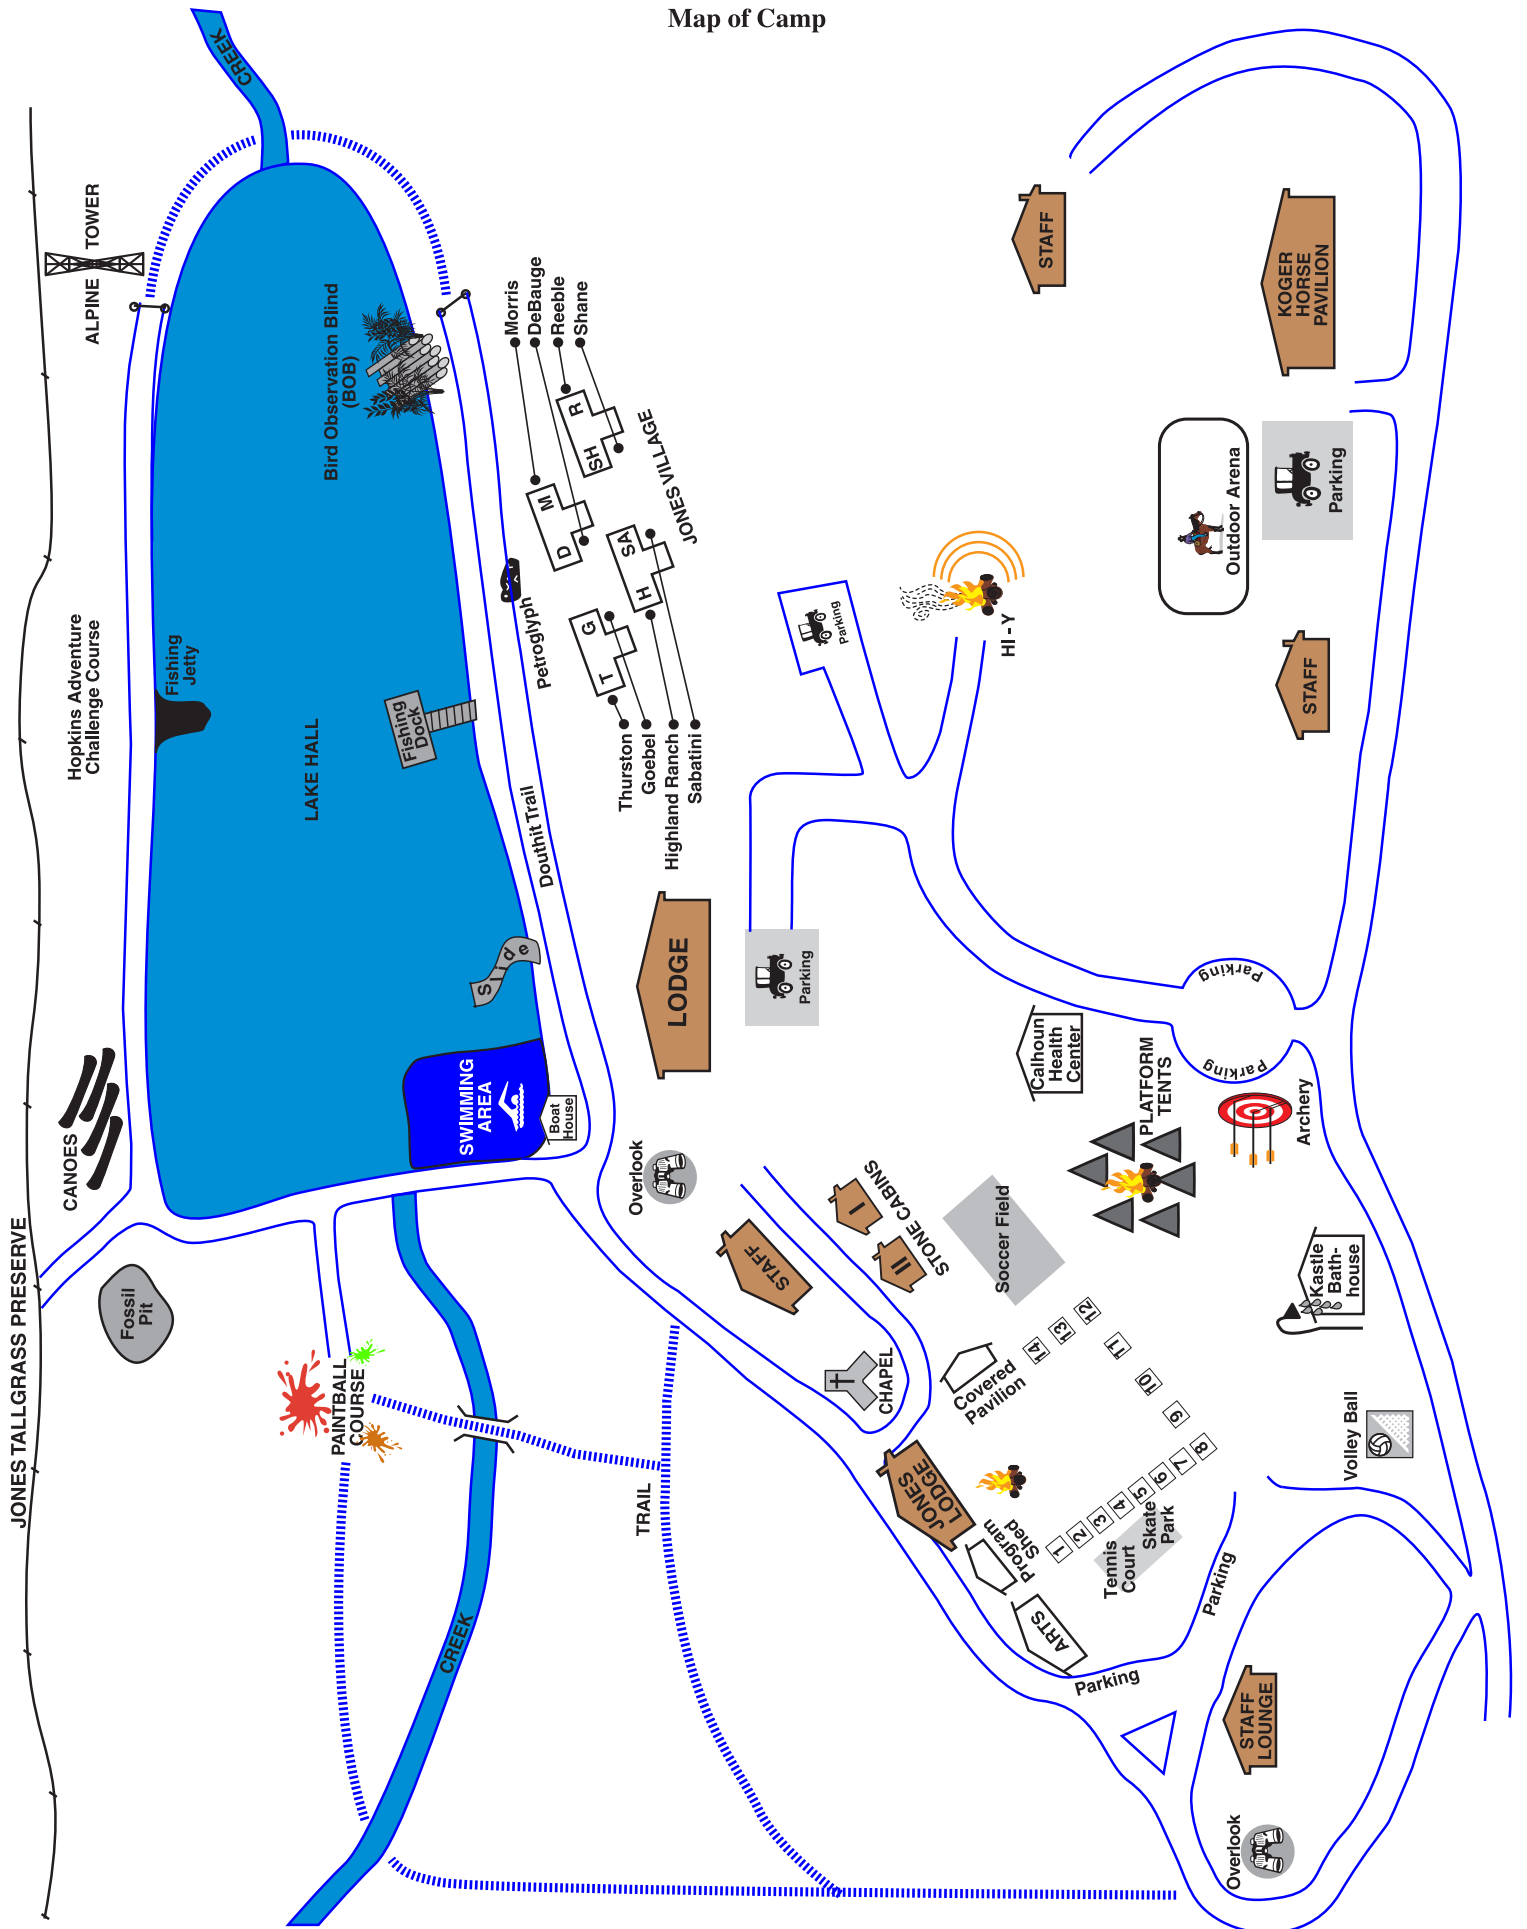 Map of Camp
CREEK
ALPINE TOWER
Bird Observation Blind
(BOB)
Morris
DeBauge
Reeble
Shane
R
SH
M
D
SA
H
G
T
JONES VILLAGE
Petroglyph
Thurston
Goebel
Highland Ranch
Sabatini
Hopkins Adventure
Challenge Course
Fishing
Jetty
LAKE HALL
Fishing
Dock
Douthit Trail
Slide
LODGE
Parking
Parking
HI - Y
STAFF
KOGER
HORSE
PAVILION
Outdoor Arena
Parking
STAFF
Parking
Parking
Calhoun
Health
Center
PLATFORM
TENTS
Archery
CANOES
SWIMMING
AREA
Boat
House
Overlook
JONES TALLGRASS PRESERVE
Fossil
Pit
STAFF
I
II
STONE CABINS
Soccer Field
Kastle
Bath-
house
PAINTBALL
COURSE
CHAPEL
Covered
Pavilion
14
13
12
11
10
9
8
7
6
5
4
3
2
1
Volley Ball
TRAIL
JONES
LODGE
Program
Shed
Tennis
Court
Skate
Park
ARTS
Parking
Parking
CREEK
STAFF
LOUNGE
Overlook